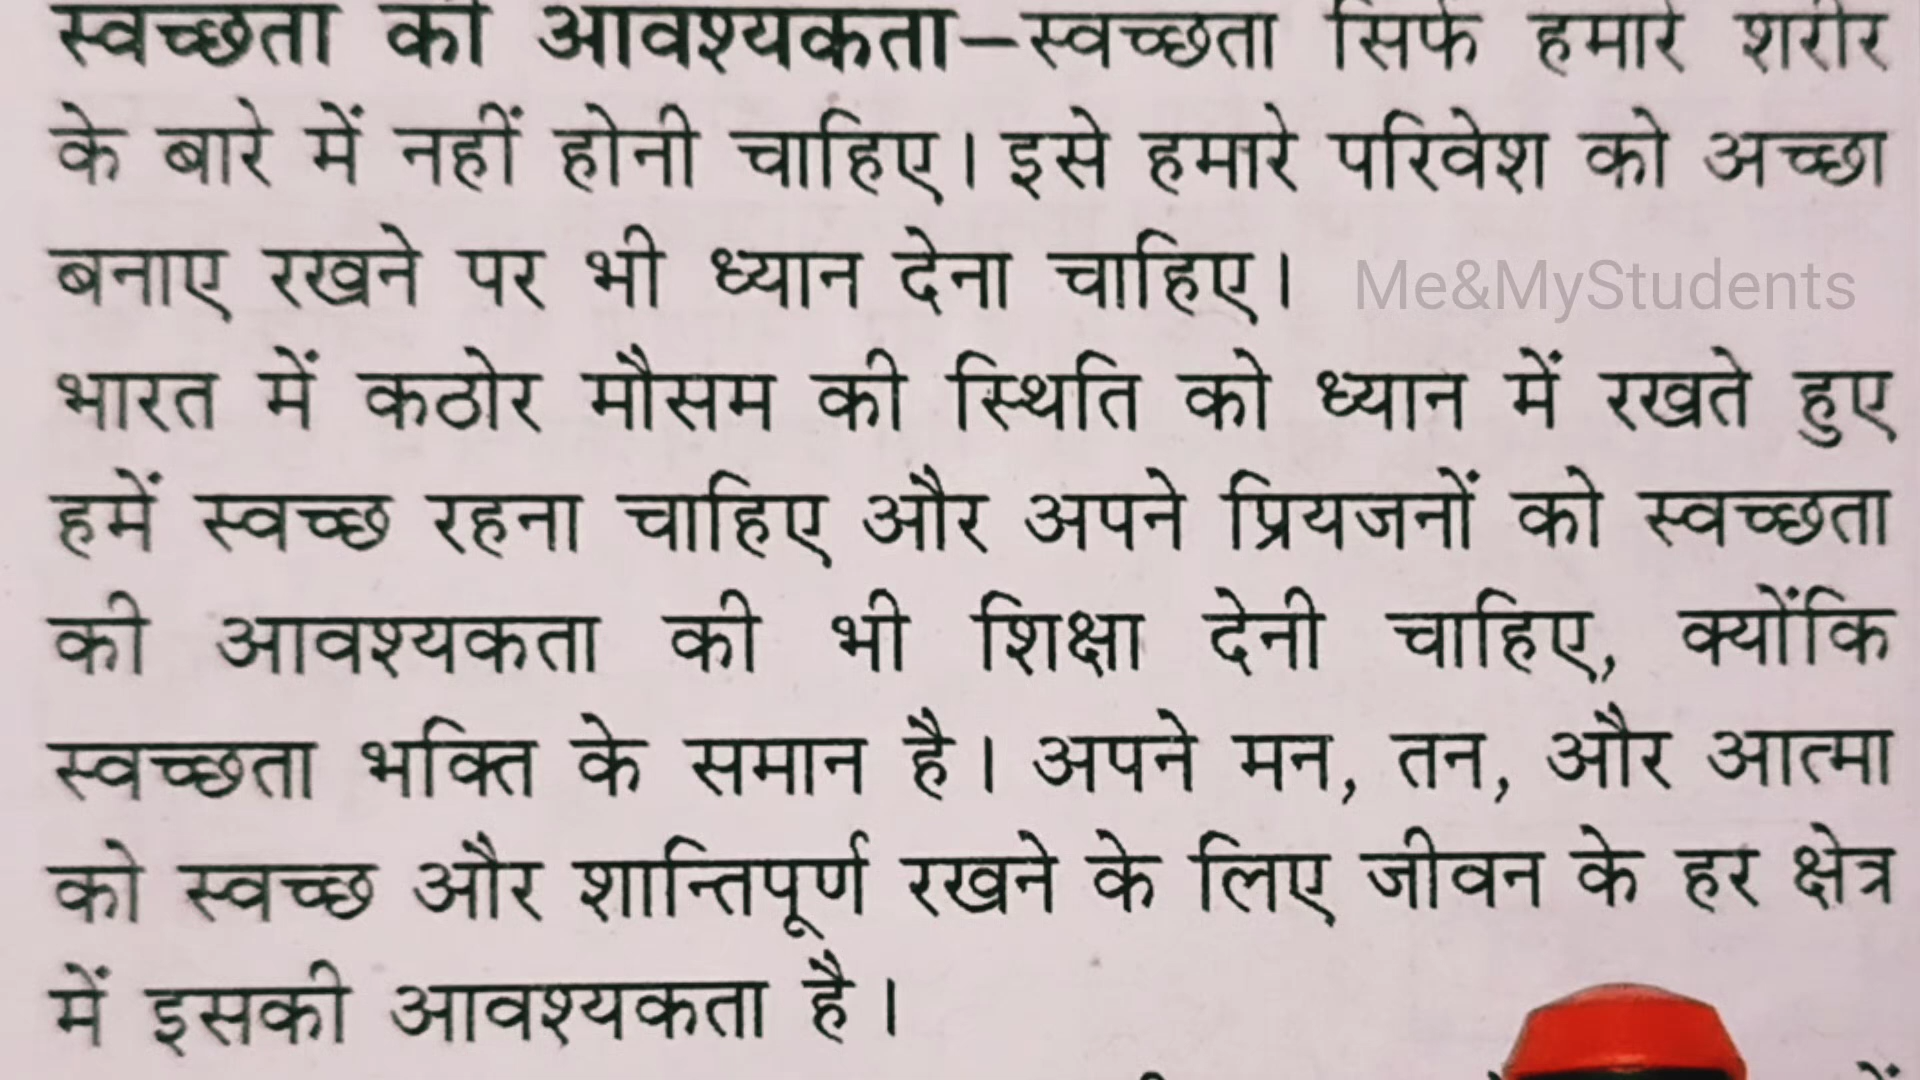 स्वच्छता की आवश्यकता–स्वच्छता सिर्फ हमारे शरीर
के बारे में नहीं होनी चाहिए। इसे हमारे परिवेश को अच्छा
बनाए रखने पर भी ध्यान देना चाहिए।
Me&MyStudents
भारत में कठोर मौसम की स्थिति को ध्यान में रखते हुए
हमें स्वच्छ रहना चाहिए और अपने प्रियजनों को स्वच्छता
की आवश्यकता की भी शिक्षा देनी चाहिए, क्योंकि
स्वच्छता भक्ति के समान है। अपने मन, तन, और आत्मा
को स्वच्छ और शान्तिपूर्ण रखने के लिए जीवन के हर क्षेत्र
में इसकी आवश्यकता है।